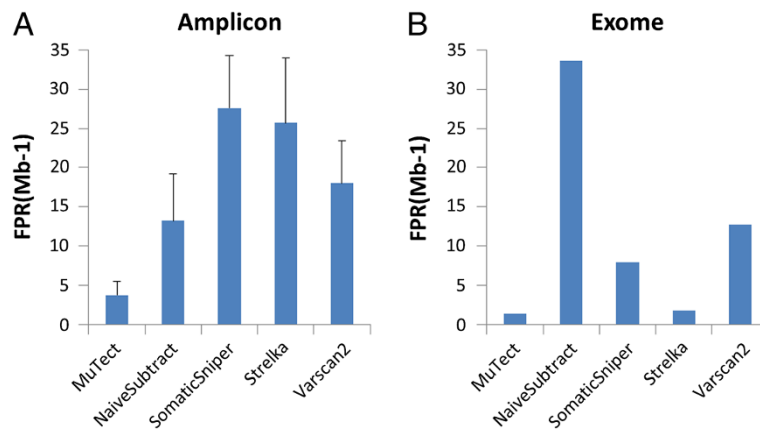 A Amplicon
FPR(Mb-1)
35
30
25
20
15
10
5
0
MuTect
NaiveSubtract
SomaticSniper
Strelka
Varscan2
B Exome
FPR(Mb-1)
35
30
25
20
15
10
5
0
MuTect
NaiveSubtract
SomaticSniper
Strelka
Varscan2